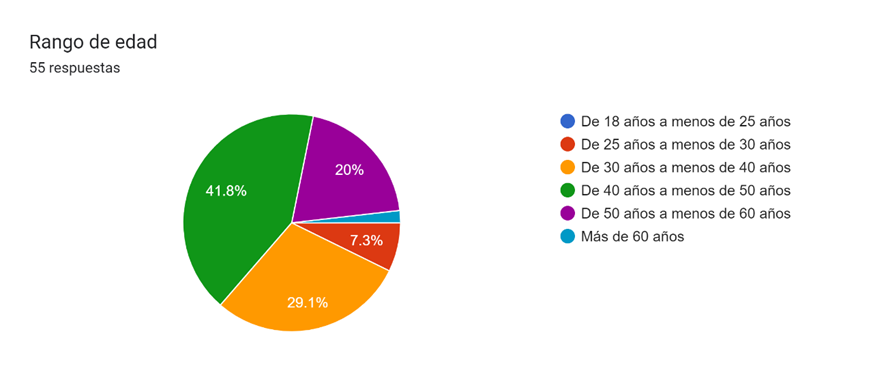 Rango de edad
55 respuestas
De 18 años a menos de 25 años
De 25 años a menos de 30 años
De 30 años a menos de 40 años
De 40 años a menos de 50 años
De 50 años a menos de 60 años
Más de 60 años
20%
41.8%
7.3%
29.1%